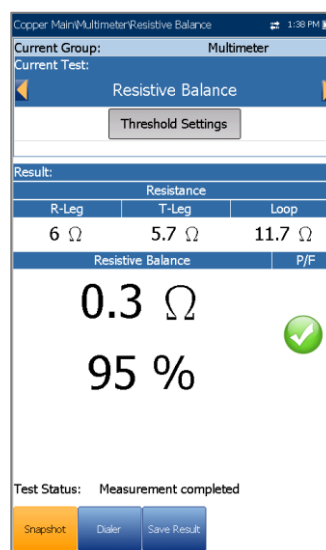 Copper Main\Multimeter\Resistive Balance 1:38 PM
Current Group: Multimeter
Current Test:
Resistive Balance
Threshold Settings
Result:
Resistance
R-Leg T-Leg Loop
6 Ω 5.7 Ω 11.7 Ω
Resistive Balance P/F
0.3 Ω
95 %
Test Status: Measurement completed
Snapshot Dialer Save Result